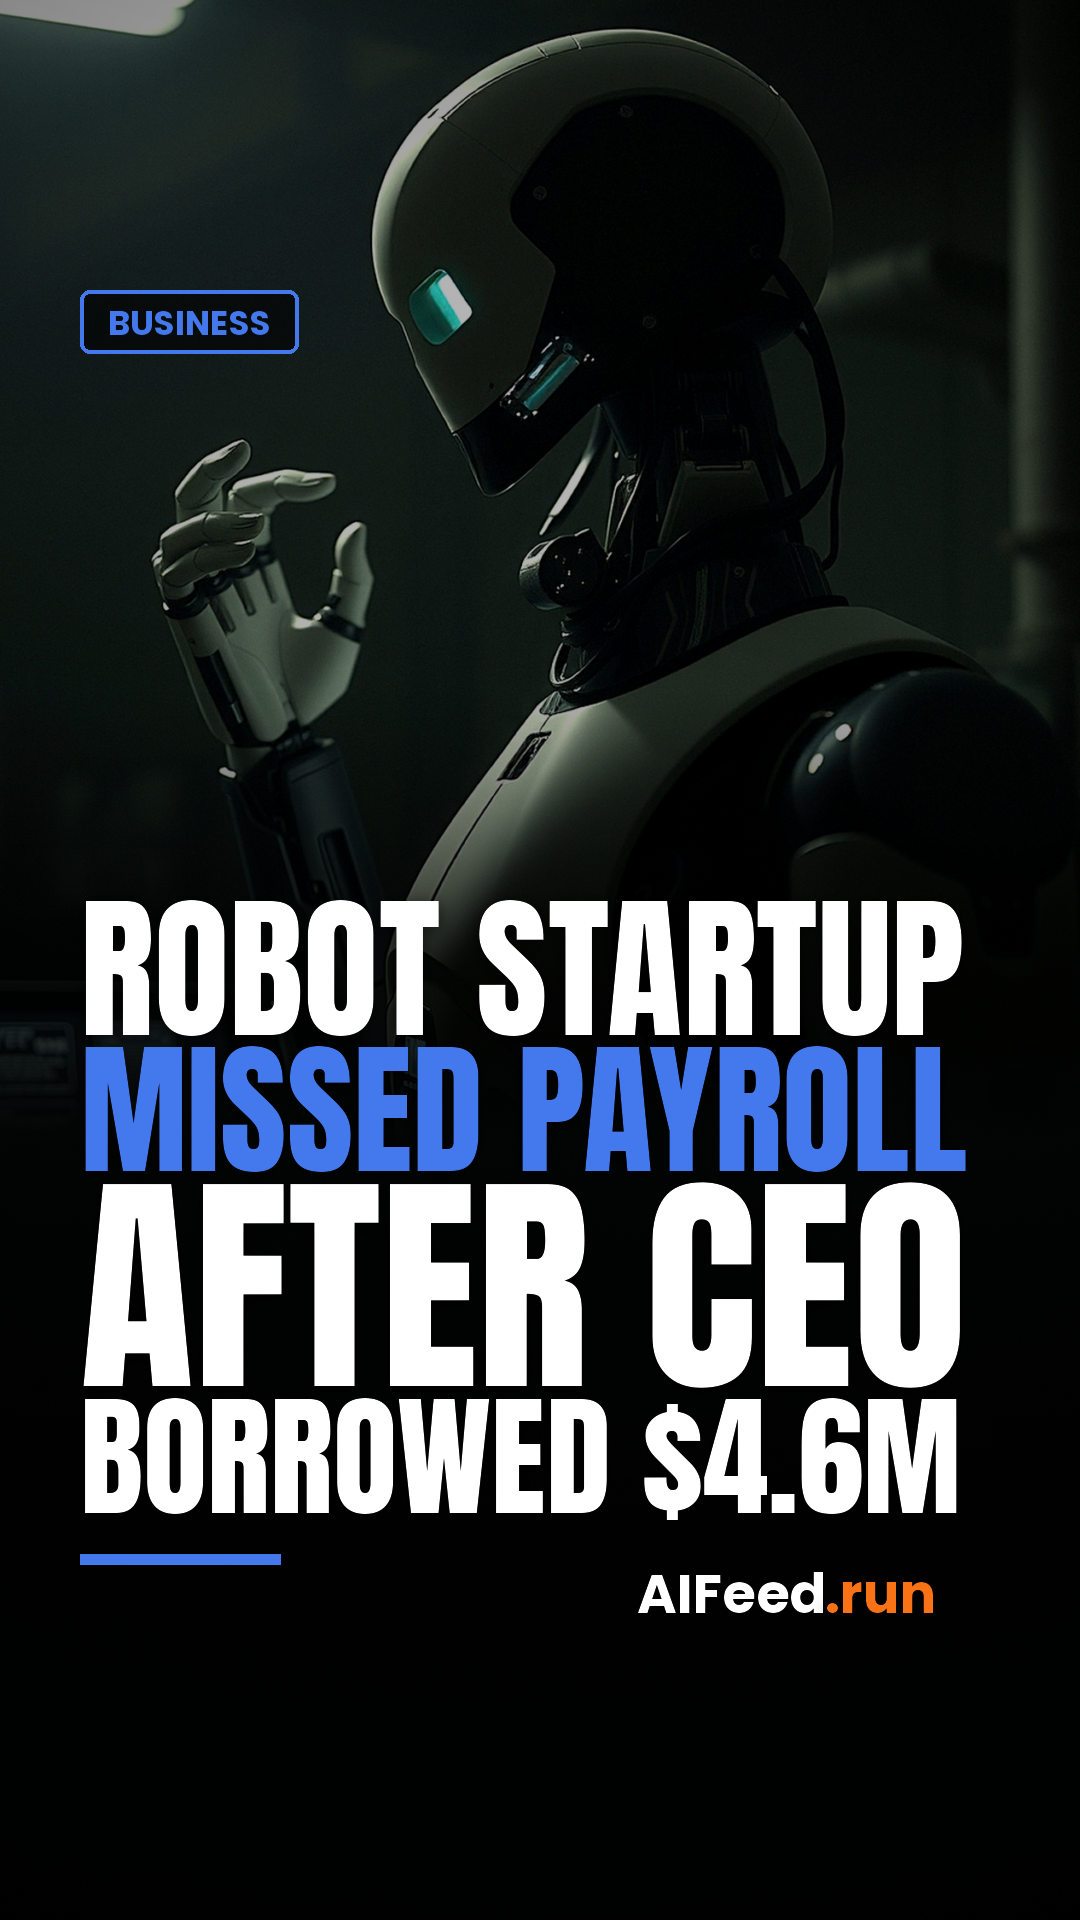 BUSINESS
ROBOT STARTUP
MISSED PAYROLL
AFTER CEO
BORROWED $4.6M
AIFeed.run